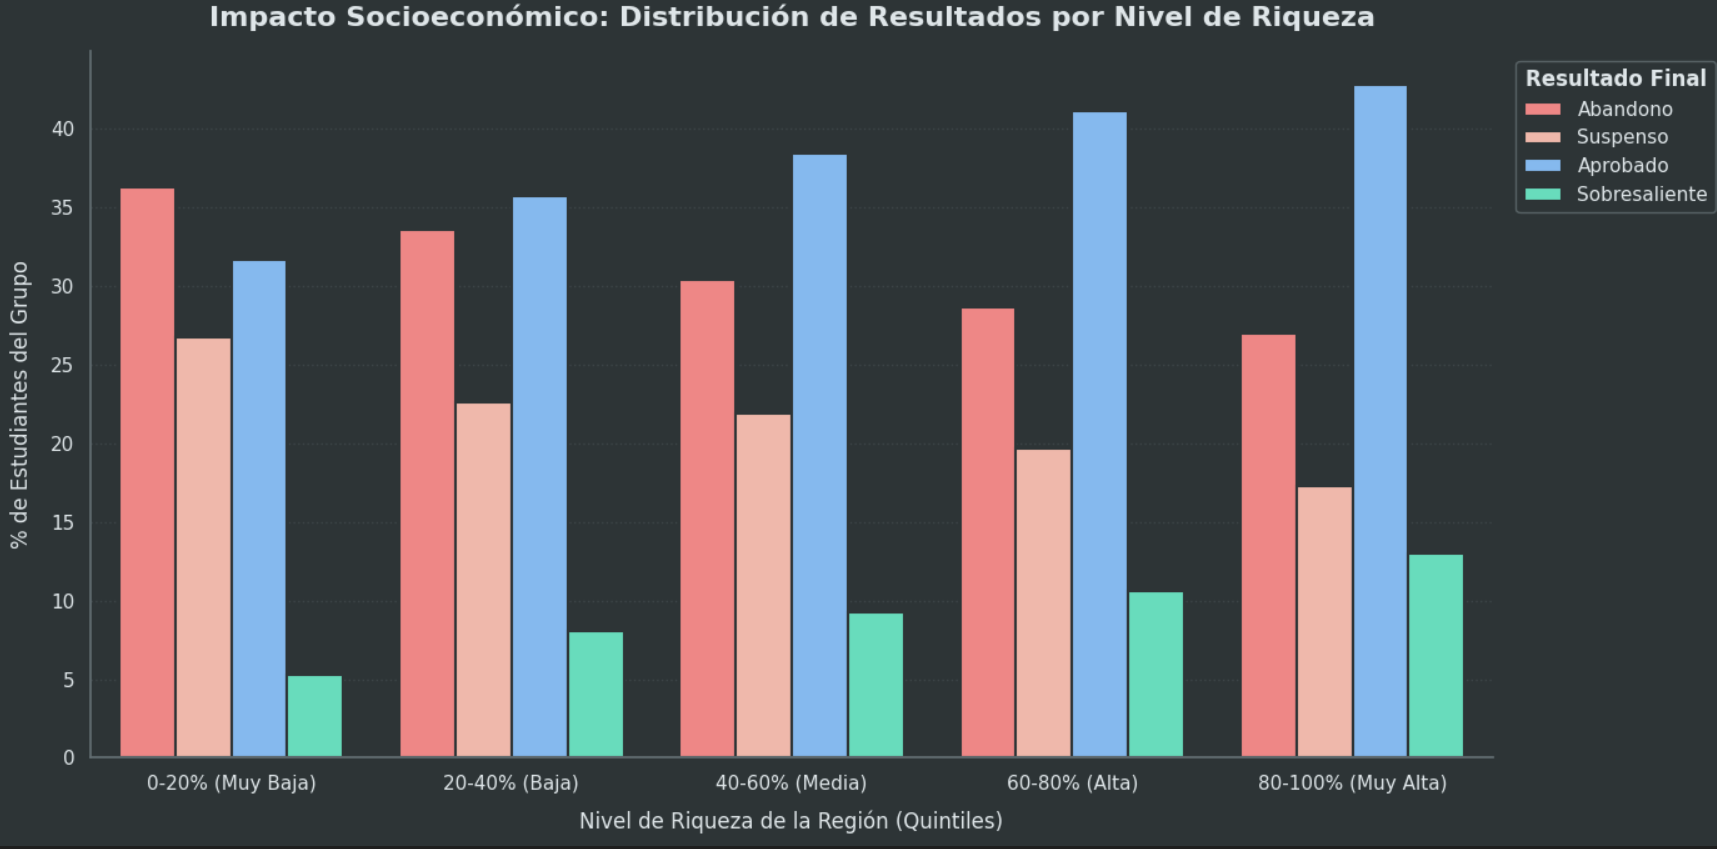 Impacto Socioeconómico: Distribución de Resultados por Nivel de Riqueza
Resultado Final
Abandono
Suspenso
Aprobado
Sobresaliente
% de Estudiantes del Grupo
40
35
30
25
20
15
10
5
0
0-20% (Muy Baja)
20-40% (Baja)
40-60% (Media)
60-80% (Alta)
80-100% (Muy Alta)
Nivel de Riqueza de la Región (Quintiles)